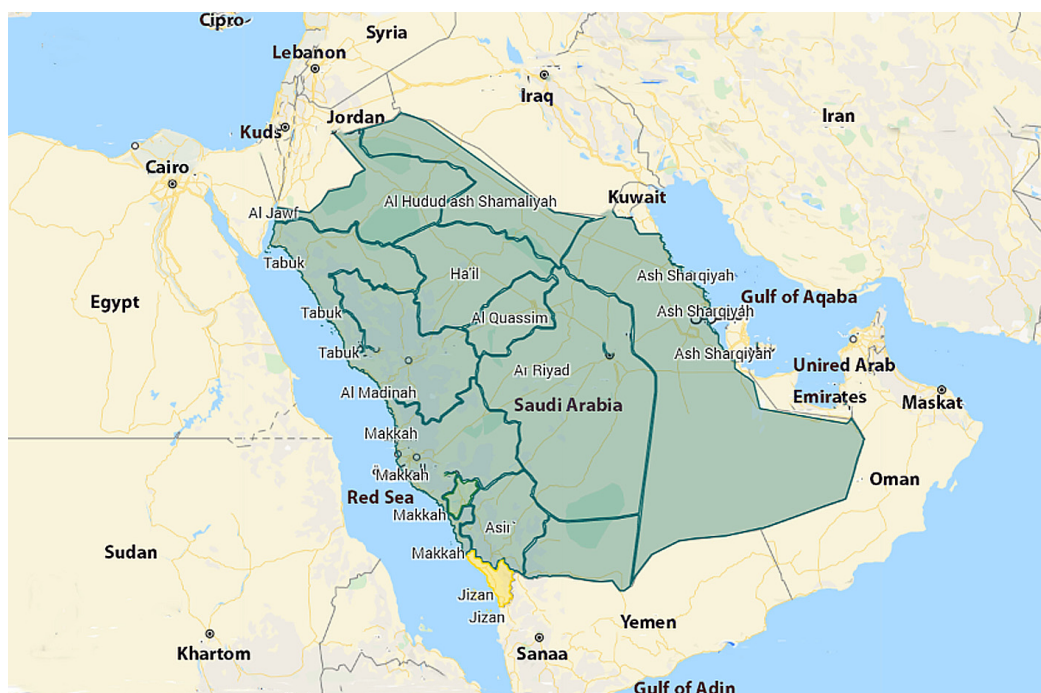 Cipro
Syria
Lebanon
Iraq
Iran
Jordan
Kuds
Cairo
Kuwait
Al Hudud ash Shamaliyah
Al Jawf
Tabuk
Ha'il
Ash Sharqiyah
Gulf of Aqaba
Egypt
Tabuk
Al Quassim
Ash Sharqiyah
Tabuk
Ash Sharqiyah
Ar Riyad
Unired Arab
Emirates
Al Madinah
Saudi Arabia
Maskat
Makkah
Makkah
Oman
Red Sea
Makkah
Asir
Sudan
Makkah
Jizan
Jizan
Yemen
Khartom
Sanaa
Gulf of Adin